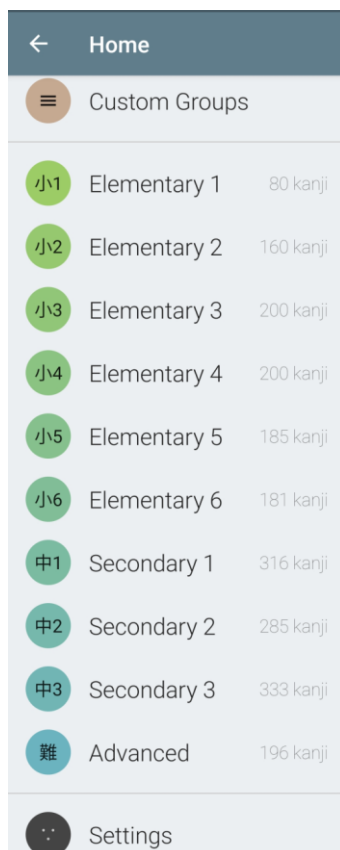 Home
Custom Groups
小1 Elementary 1 80 kanji
小2 Elementary 2 160 kanji
小3 Elementary 3 200 kanji
小4 Elementary 4 200 kanji
小5 Elementary 5 185 kanji
小6 Elementary 6 181 kanji
中1 Secondary 1 316 kanji
中2 Secondary 2 285 kanji
中3 Secondary 3 333 kanji
難 Advanced 196 kanji
Settings